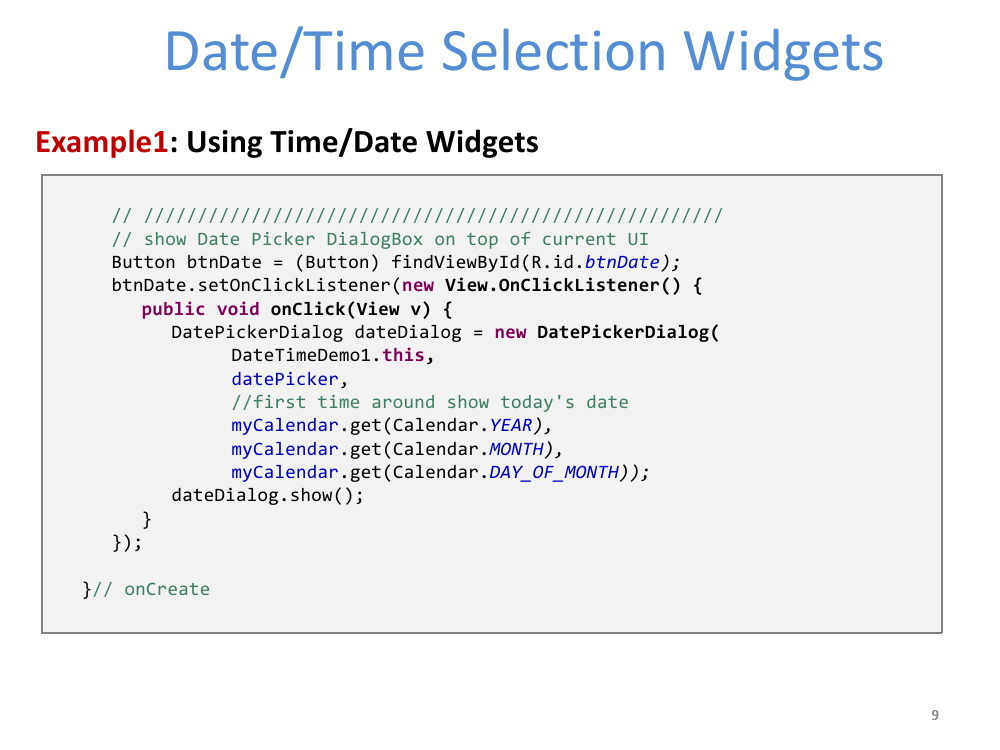 Date/Time Selection Widgets
Example1: Using Time/Date Widgets
// //////////////////////////////////////////////////////
// show Date Picker DialogBox on top of current UI
Button btnDate = (Button) findViewById(R.id.btnDate);
btnDate.setOnClickListener(new View.OnClickListener() {
public void onClick(View v) {
DatePickerDialog dateDialog = new DatePickerDialog(
DateTimeDemo1.this,
datePicker,
//first time around show today's date
myCalendar.get(Calendar.YEAR),
myCalendar.get(Calendar.MONTH),
myCalendar.get(Calendar.DAY_OF_MONTH));
dateDialog.show();
}
});
}// onCreate
9